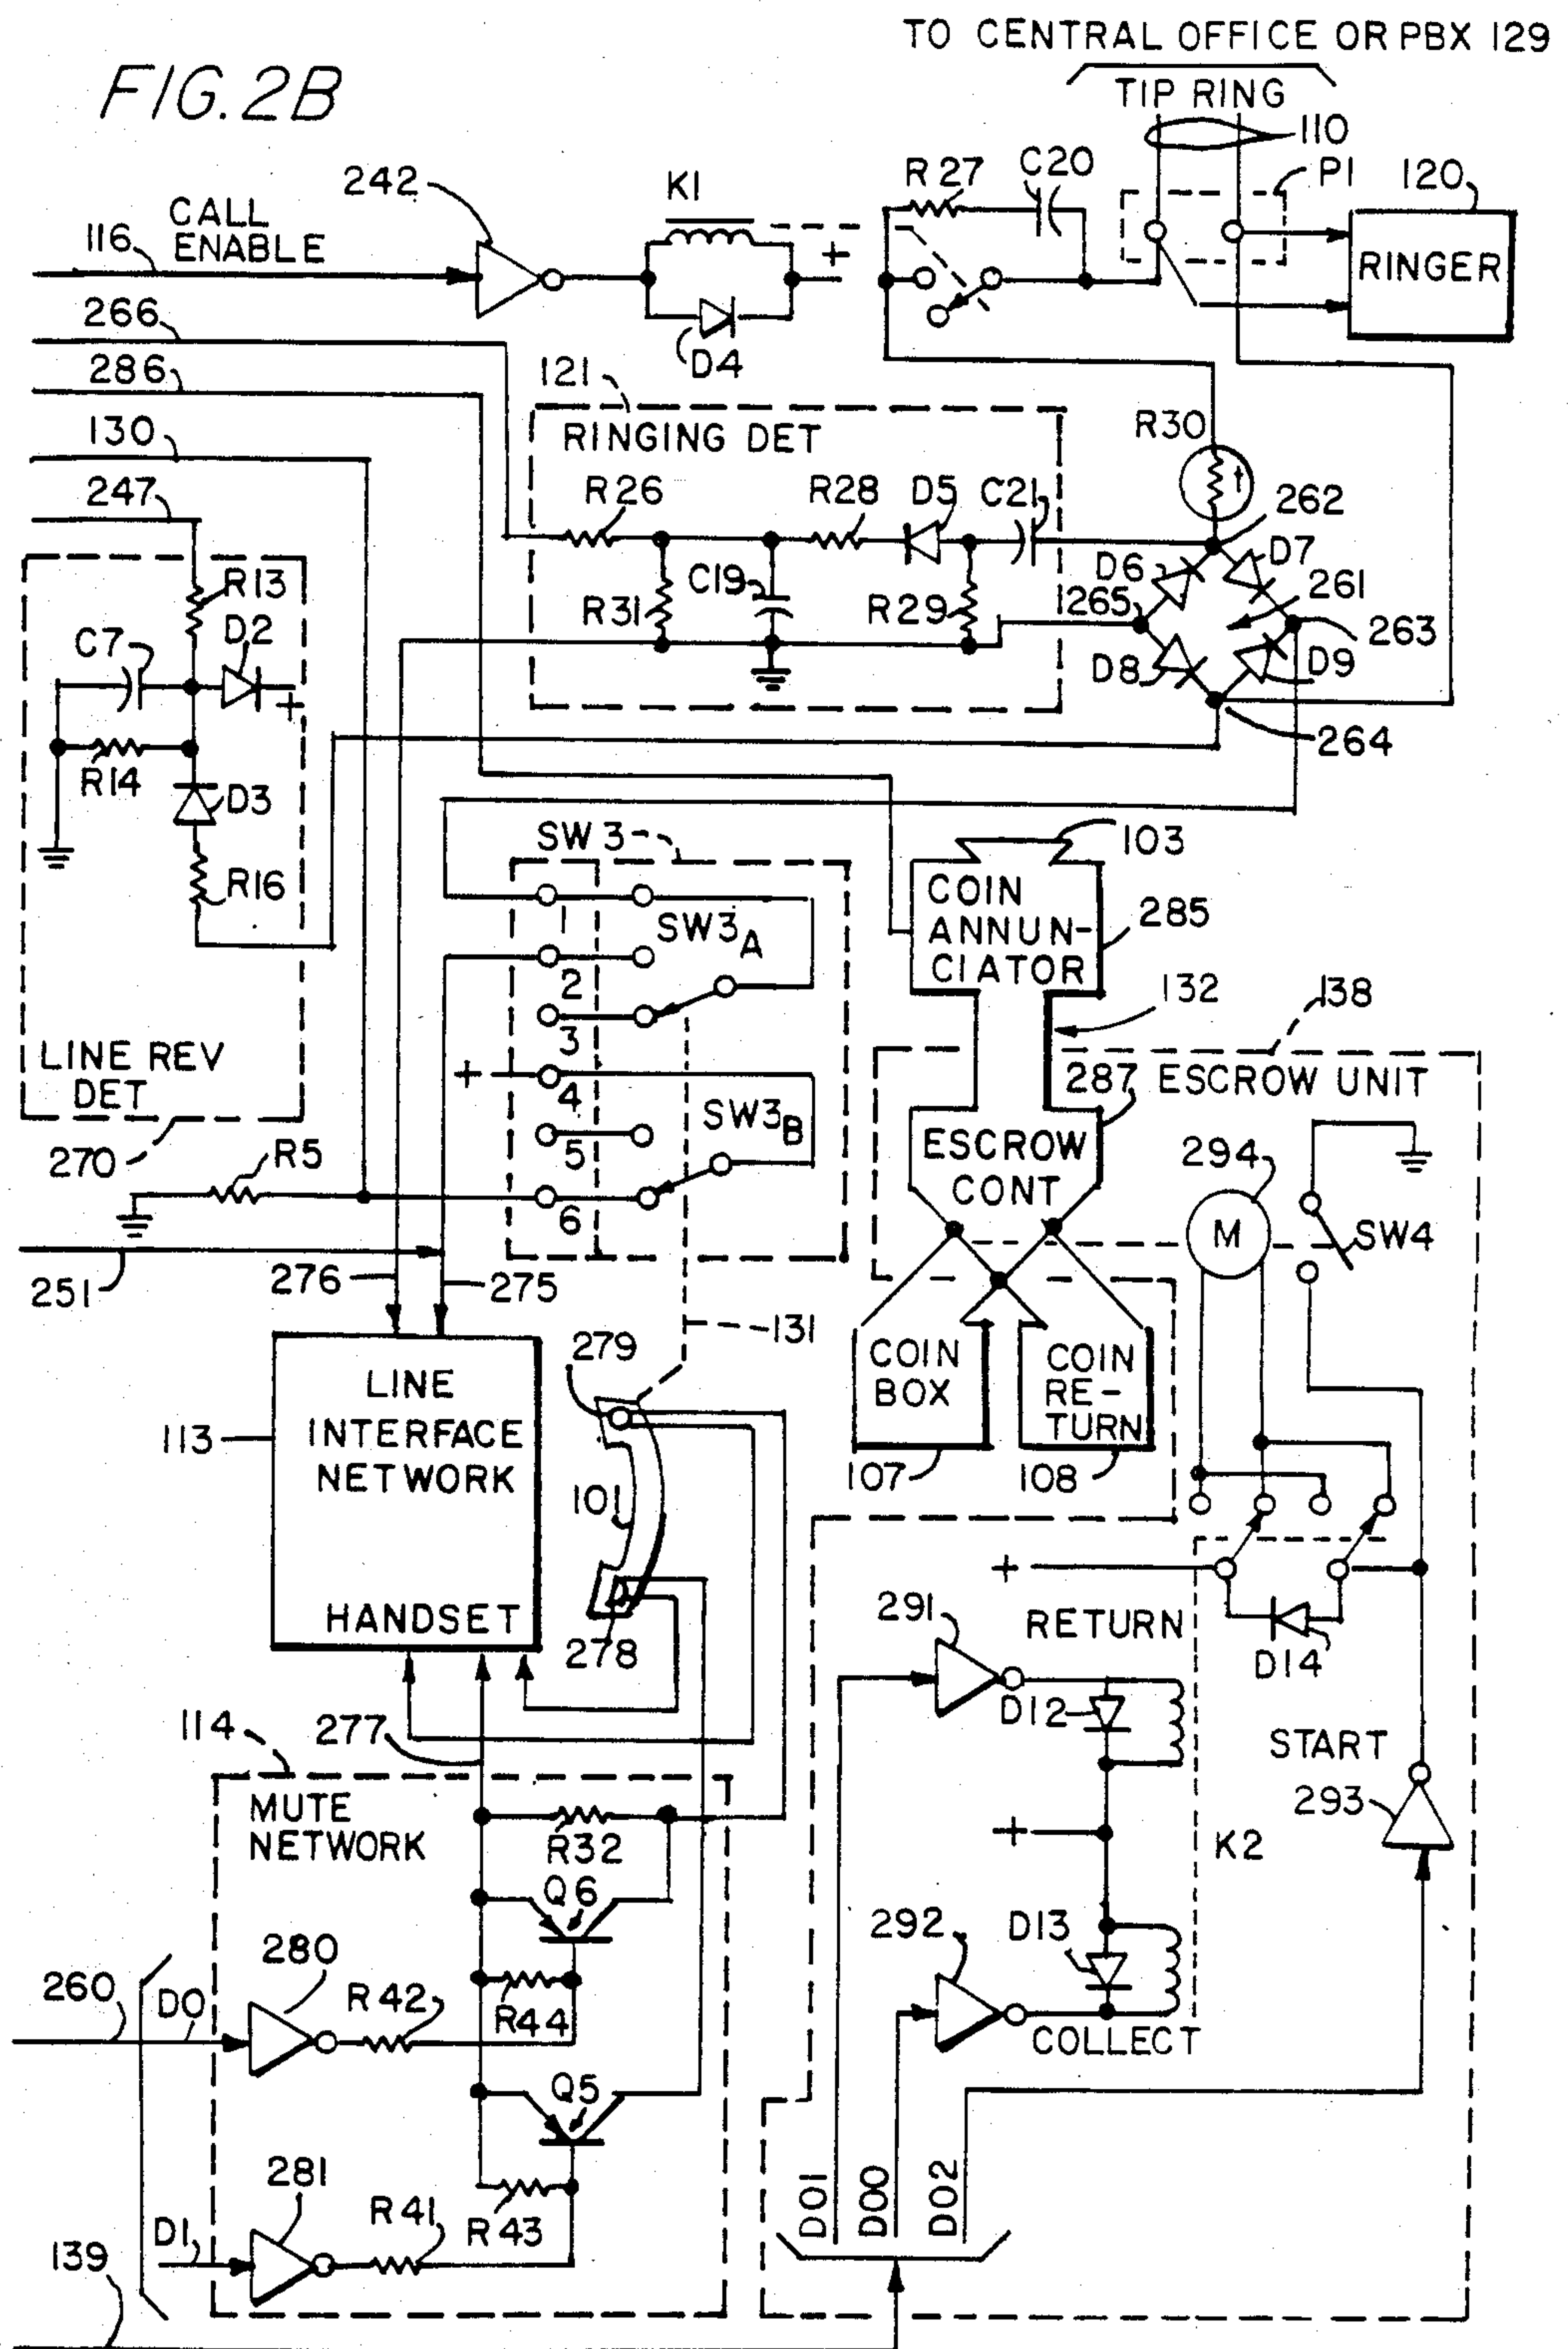 TO CENTRAL OFFICE OR PBX 129
FIG. 2B
TIP RING
110
P1
120
RINGER
242
K1
R27
C20
CALL
ENABLE
116
+
D4
266
286
130
247
121
RINGING DET
R26
R28
D5
C21
R30
t
262
D6
D7
261
265
263
D8
D9
264
R31
C19
R29
R13
D2
C7
+
R14
D3
R16
LINE REV
DET
270
R5
SW3
1
2
3
4
5
6
SW3A
SW3B
+
103
COIN
ANNUN-
CIATOR
285
132
138
287
ESCROW UNIT
ESCROW
CONT
294
M
SW4
251
276
275
131
279
COIN
BOX
COIN
RE-
TURN
107
108
113
LINE
INTERFACE
NETWORK
101
HANDSET
278
+
291
RETURN
D14
D12
START
293
114
277
MUTE
NETWORK
R32
Q6
+
K2
292
D13
COLLECT
260
D0
280
R42
R44
Q5
281
R41
R43
D1
139
D01
D00
D02